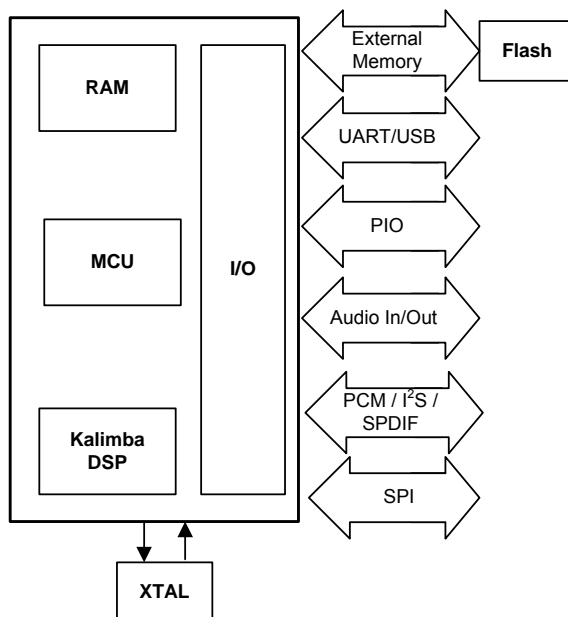 RAM
MCU
Kalimba
DSP
I/O
External
Memory
Flash
UART/USB
PIO
Audio In/Out
PCM / I²S /
SPDIF
SPI
XTAL